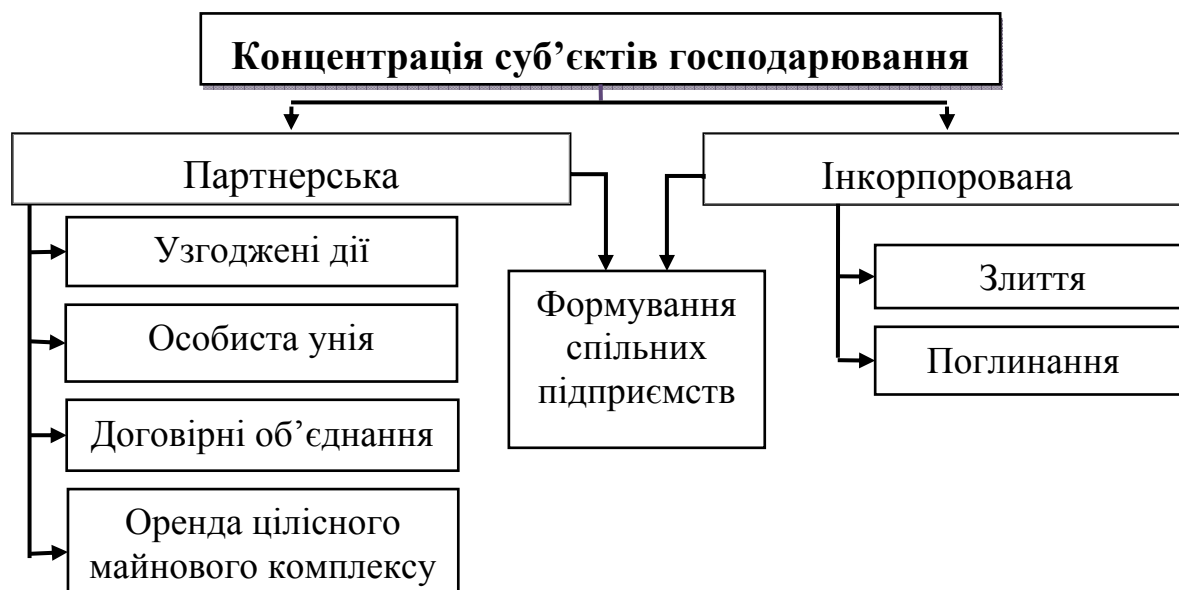 Концентрація суб’єктів господарювання
Партнерська
Інкорпорована
Узгоджені дії
Особиста унія
Договірні об’єднання
Оренда цілісного
майнового комплексу
Формування
спільних
підприємств
Злиття
Поглинання